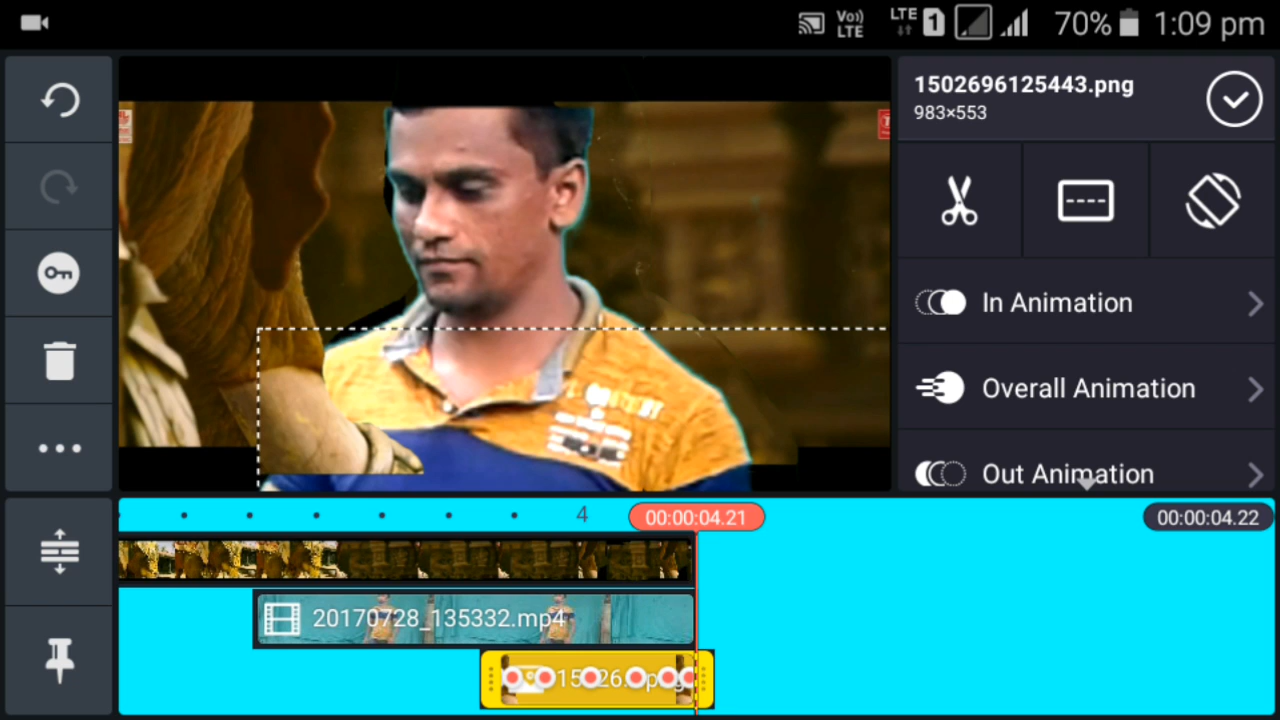 Vo))
LTE
LTE
1
70%
1:09 pm
1502696125443.png
983×553
In Animation
Overall Animation
Out Animation
4
00:00:04.21
00:00:04.22
20170728_135332.mp4